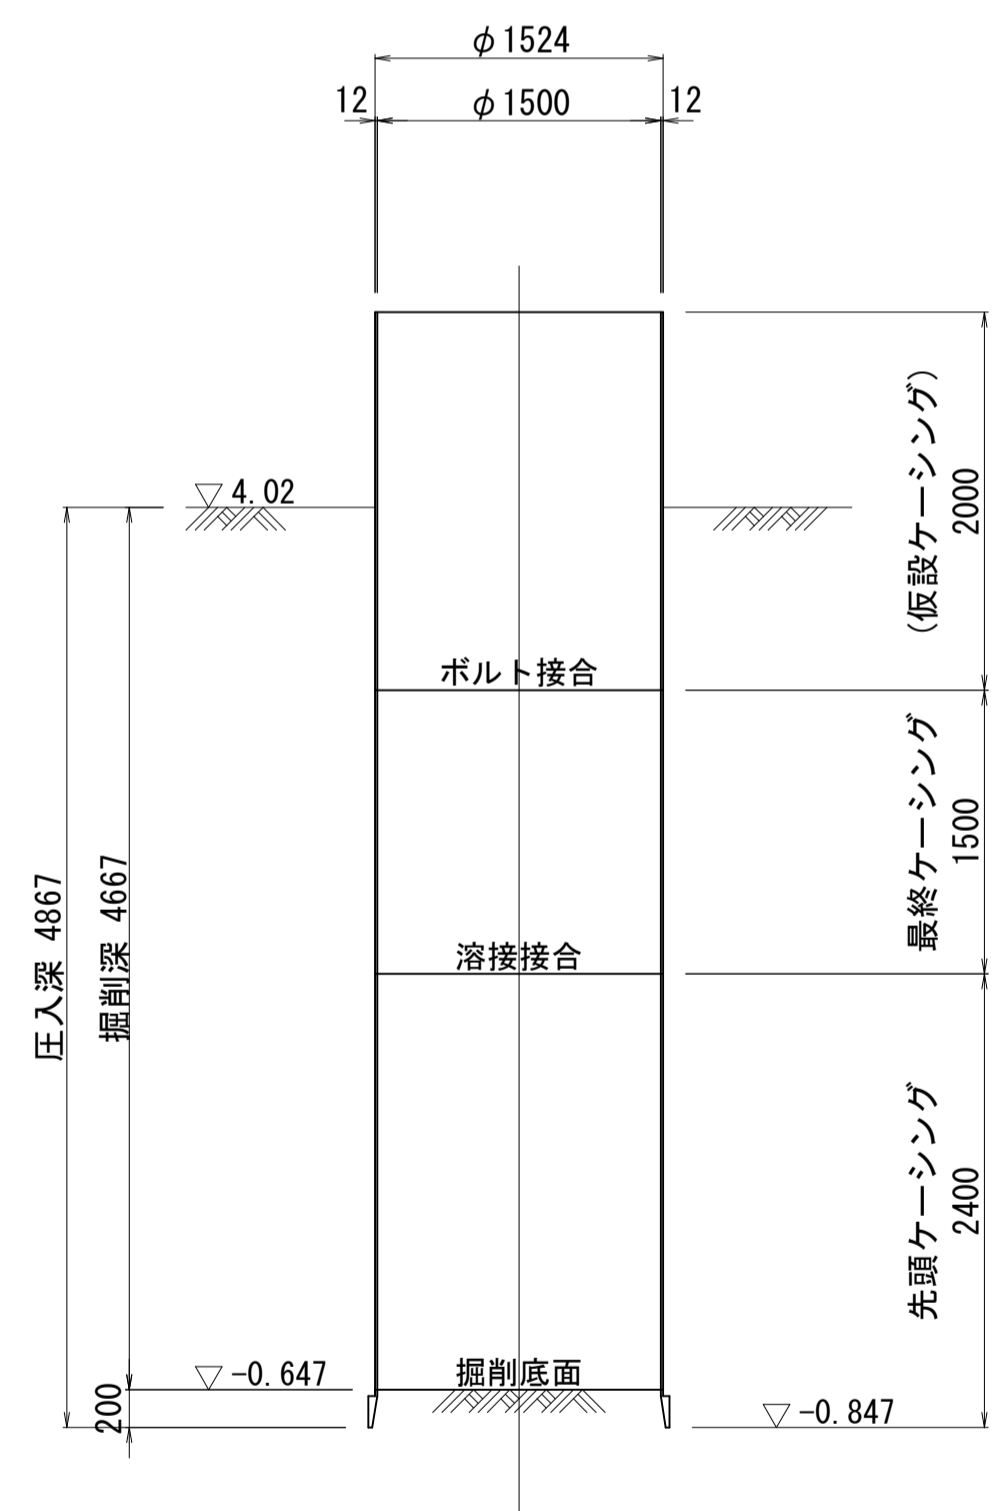 φ1524
12
φ1500
12
4.02
(仮設ケーシング)
2000
ボルト接合
最終ケーシング
1500
圧入深 4867
掘削深 4667
溶接接合
先頭ケーシング
2400
-0.647
掘削底面
200
-0.847